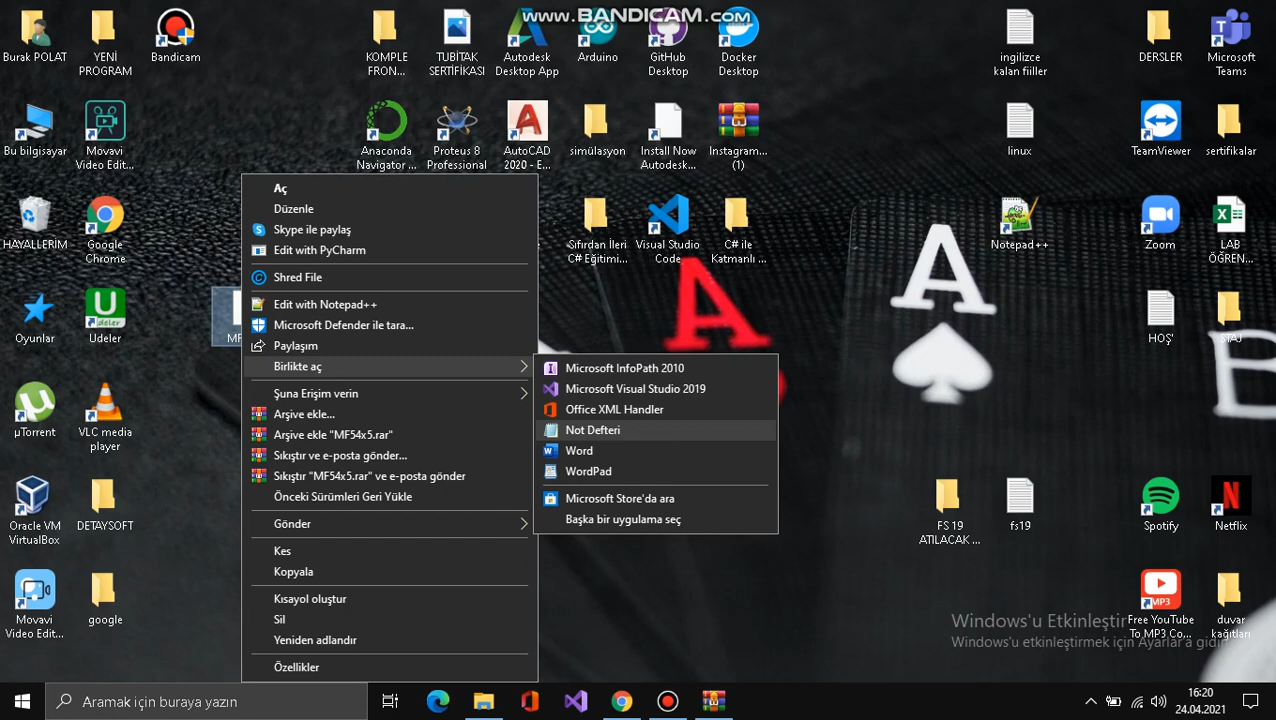 www.BANDICAM.com
Burak POLAT
YENİ
PROGRAM...
Bandicam
KOMPLE
FRONU...
TÜBİTAK
SERTİFİKAS...
Autodesk
Desktop App
Arduino
GitHub
Desktop
Docker
Desktop
ingilizce
kalan fiiller
DERSLER
Microsoft
Teams
Bu bilgisayar
Movavi
Video Edit...
Anaconda
Navigator...
Proteus 8
Professional
AutoCAD
2020 - E...
Install Now
Autodesk...
Instagram...
(1)
linux
TeamViewer
sertifikalar
HAYALLERİM
Google
Chrome
Visual Studio
Code
Katmanlı ...
Notepad++
Zoom
LAB
ÖĞREN...
Oyunlar
Udeler
HOŞ!
STAJ
µTorrent
VLC media
player
Oracle VM
VirtualBox
DETAYSOFT
FS 19
ATILACAK ...
fs19
Spotify
Netflix
Movavi
Video Edit...
google
Free YouTube
To MP3 Co...
duvar
kağıtları
Aç
Düzenle
Skype ile paylaş
Edit with PyCharm
Shred File
Edit with Notepad++
Microsoft Defender ile tara...
Paylaşım
Birlikte aç
Şuna Erişim verin
Arşive ekle...
Arşive ekle "MF54x5.rar"
Sıkıştır ve e-posta gönder...
Sıkıştır "MF54x5.rar" ve e-posta gönder
Önceki sürümleri geri yükle
Gönder
Kes
Kopyala
Kısayol oluştur
Sil
Yeniden adlandır
Özellikler
Microsoft InfoPath 2010
Microsoft Visual Studio 2019
Office XML Handler
Not Defteri
Word
WordPad
Microsoft Store'da ara
Başka bir uygulama seç
Windows'u Etkinleştir
Windows'u etkinleştirmek için Ayarlar'a gidin.
Aramak için buraya yazın
16:20
24.04.2021